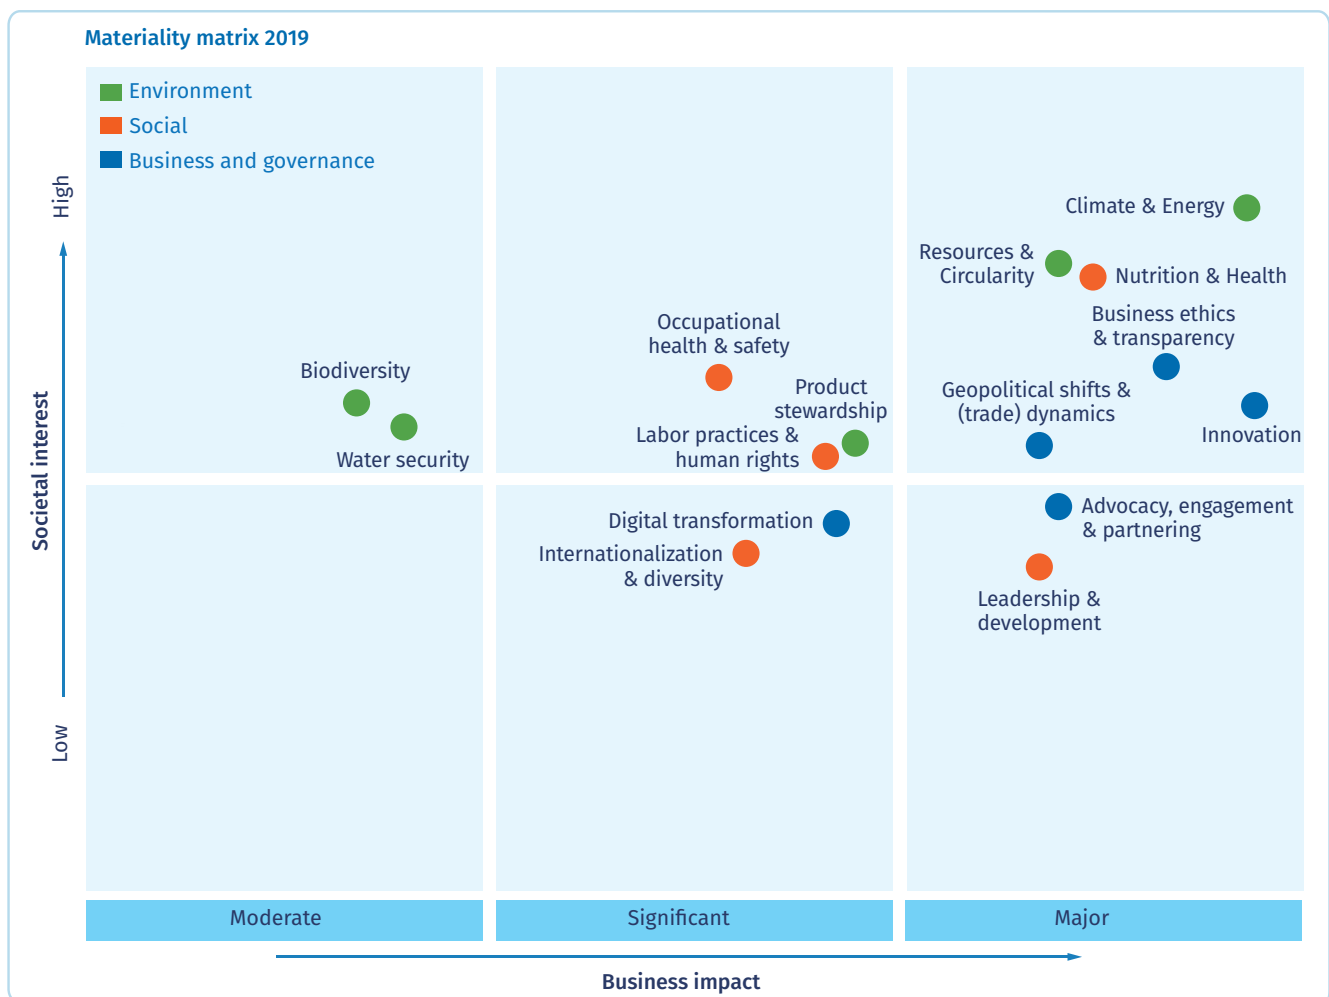 Materiality matrix 2019
Environment
Social
Business and governance
High
Societal interest
Low
Climate & Energy
Resources &
Circularity
Nutrition & Health
Business ethics
& transparency
Geopolitical shifts &
(trade) dynamics
Innovation
Occupational
health & safety
Product
stewardship
Labor practices &
human rights
Biodiversity
Water security
Digital transformation
Internationalization
& diversity
Advocacy, engagement
& partnering
Leadership &
development
Moderate
Significant
Major
Business impact